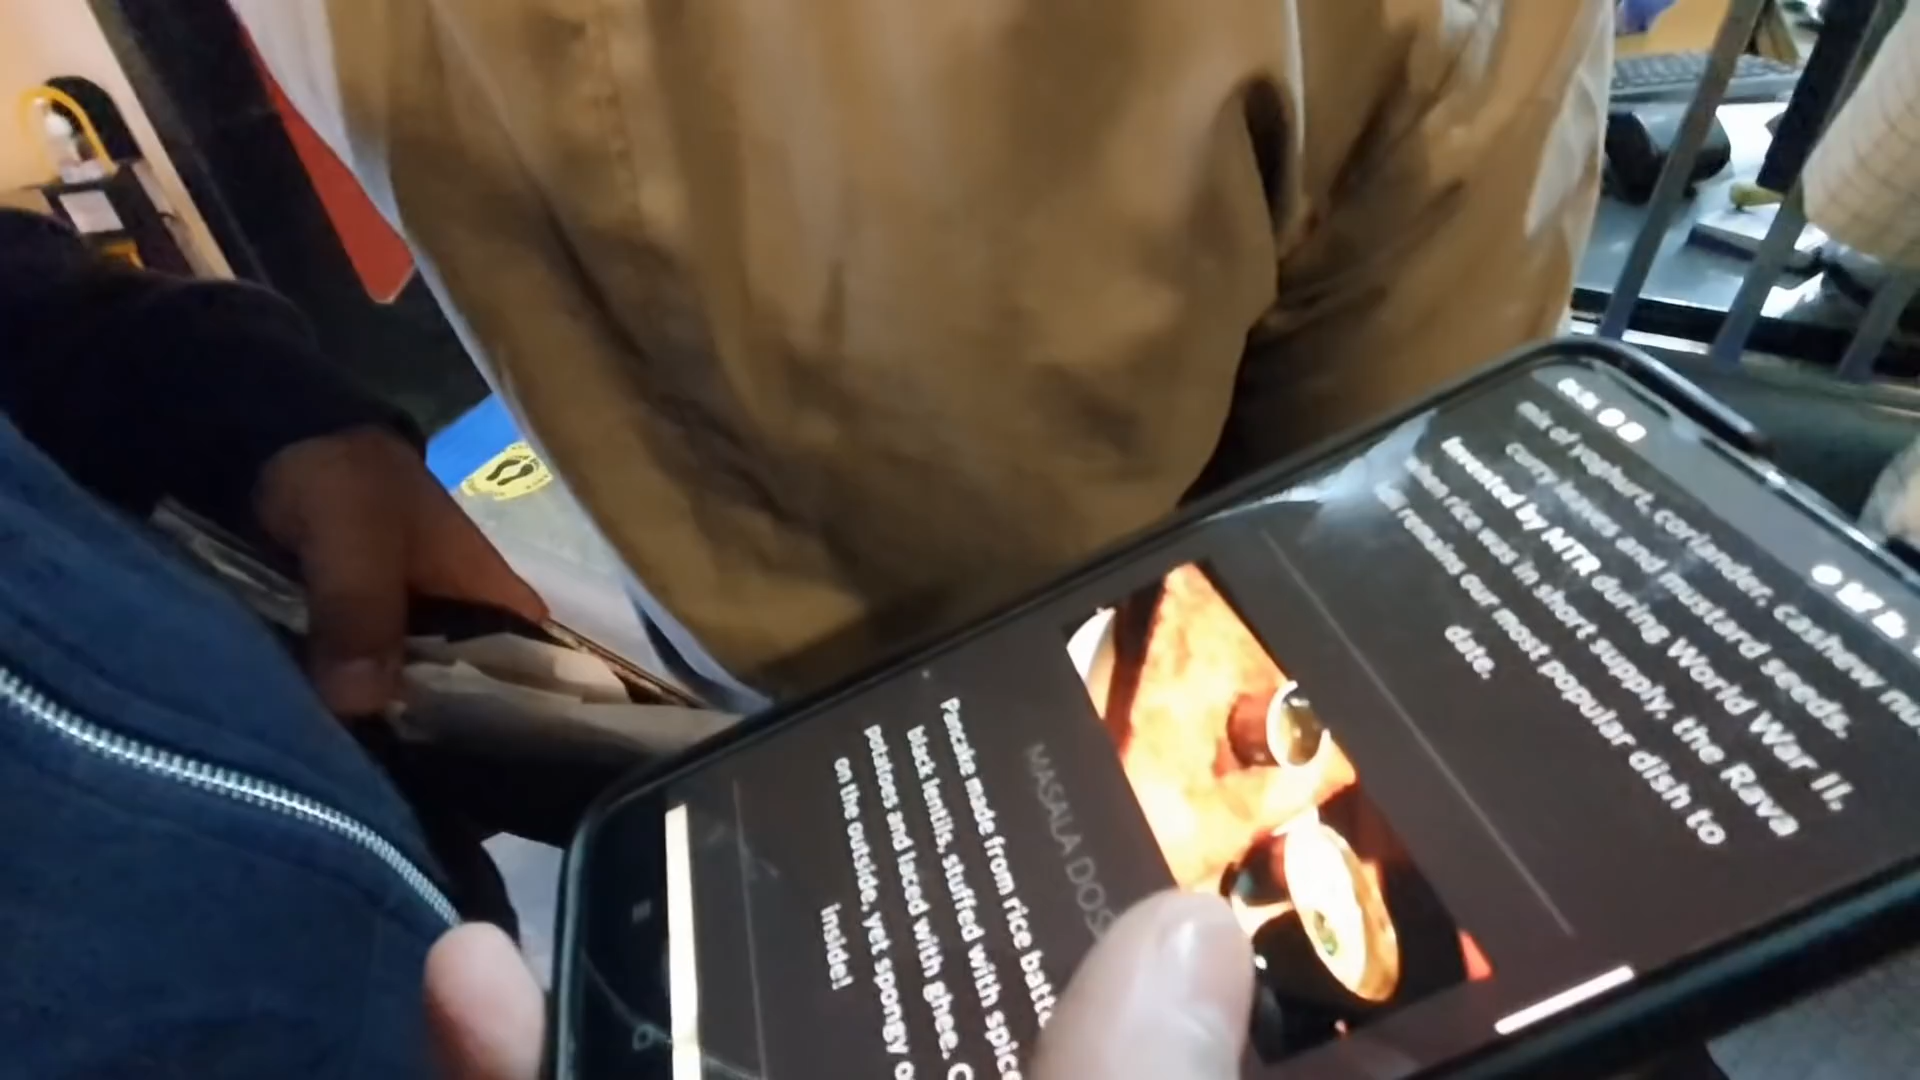 mix of yoghurt, coriander, cashew nu
curry leaves and mustard seeds.
Invented by MTR during World War II,
when rice was in short supply, the Rava
remains our most popular dish to
date.
MASALA DOS
Pancake made from rice batt
black lentils, stuffed with spice
potatoes and laced with ghee. C
on the outside, yet spongy o
inside!